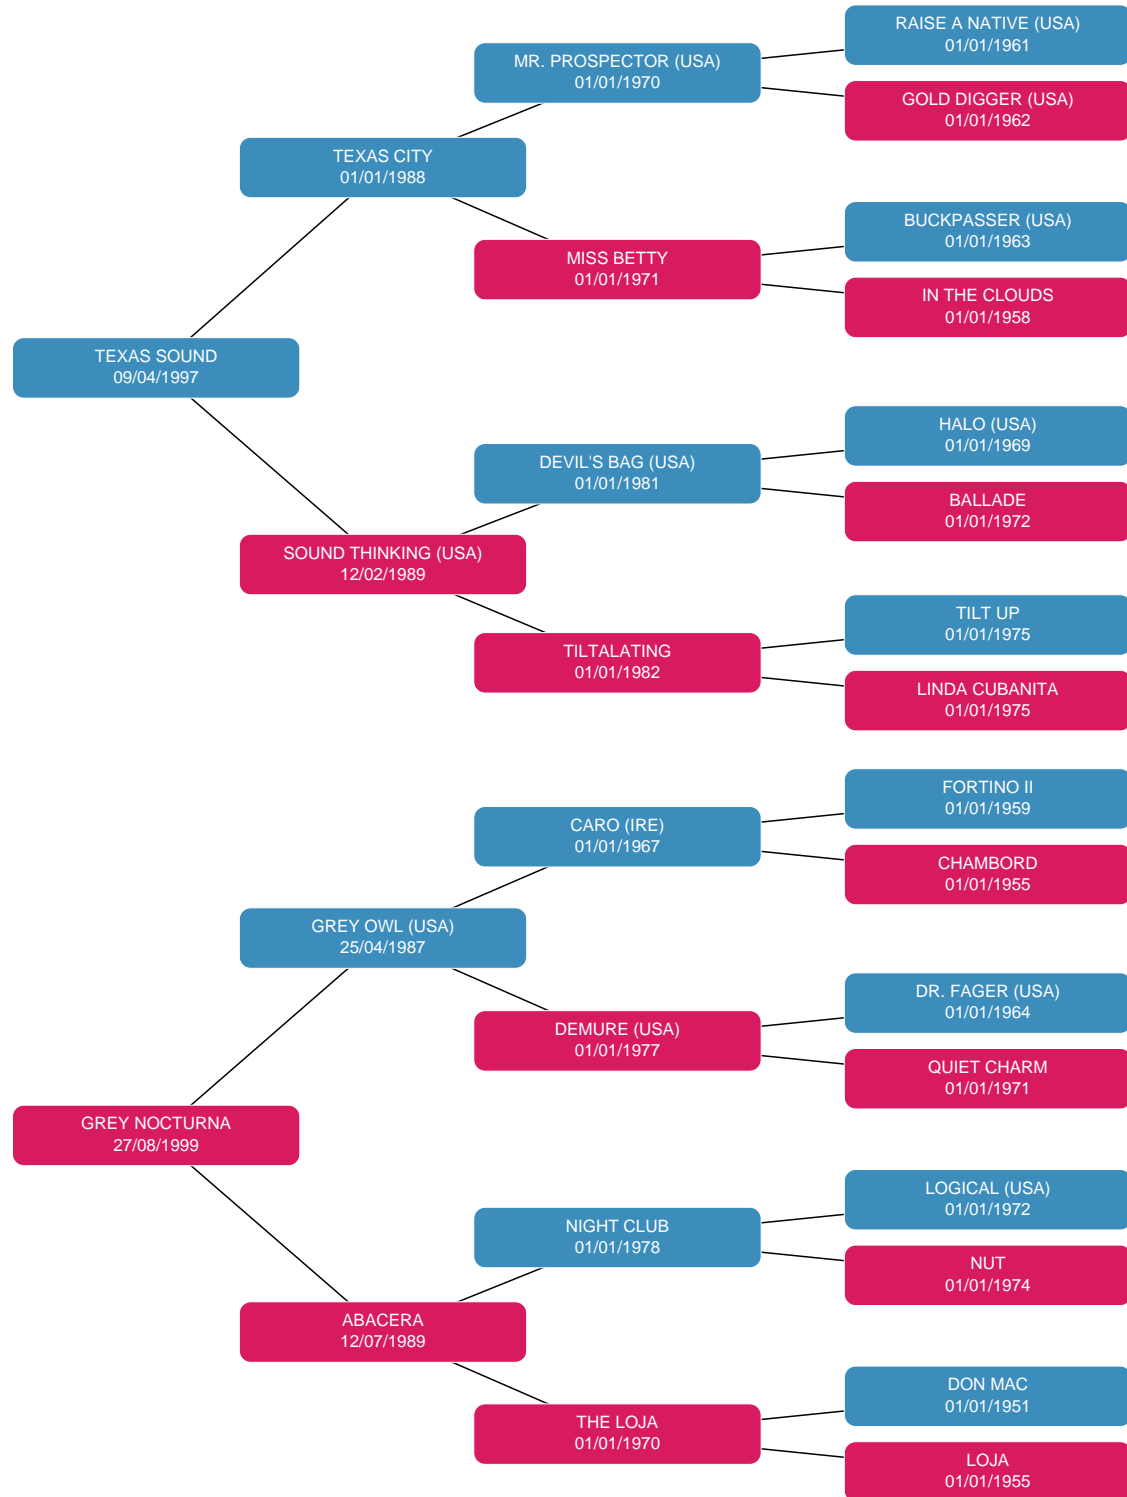 RAISE A NATIVE (USA)
01/01/1961
MR. PROSPECTOR (USA)
01/01/1970
GOLD DIGGER (USA)
01/01/1962
TEXAS CITY
01/01/1988
BUCKPASSER (USA)
01/01/1963
MISS BETTY
01/01/1971
IN THE CLOUDS
01/01/1958
TEXAS SOUND
09/04/1997
HALO (USA)
01/01/1969
DEVIL'S BAG (USA)
01/01/1981
BALLADE
01/01/1972
SOUND THINKING (USA)
12/02/1989
TILT UP
01/01/1975
TILTALATING
01/01/1982
LINDA CUBANITA
01/01/1975
FORTINO II
01/01/1959
CARO (IRE)
01/01/1967
CHAMBORD
01/01/1955
GREY OWL (USA)
25/04/1987
DR. FAGER (USA)
01/01/1964
DEMURE (USA)
01/01/1977
QUIET CHARM
01/01/1971
GREY NOCTURNA
27/08/1999
LOGICAL (USA)
01/01/1972
NIGHT CLUB
01/01/1978
NUT
01/01/1974
ABACERA
12/07/1989
DON MAC
01/01/1951
THE LOJA
01/01/1970
LOJA
01/01/1955